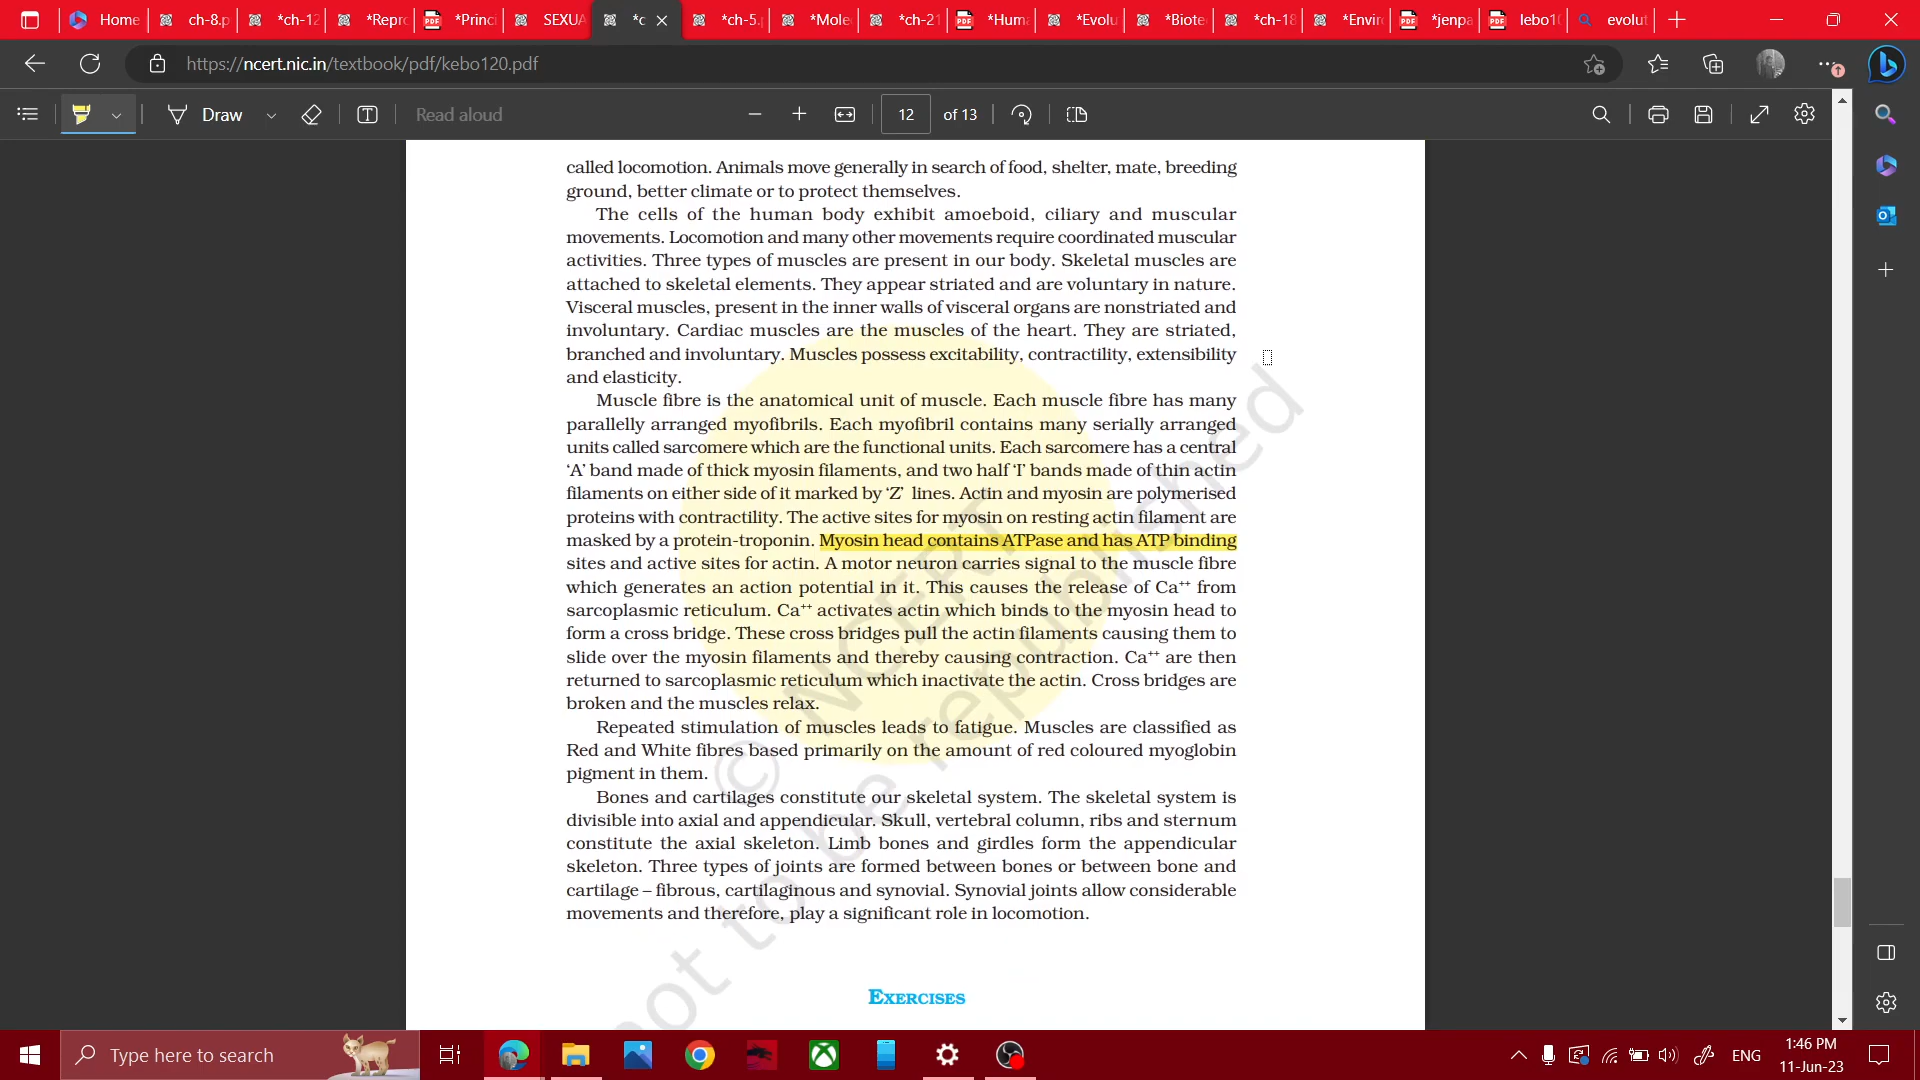 Home
ch-8.p
*ch-12
*Repro
*Princi
SEXUA
*c
*ch-5.
*Mole
*ch-21
*Huma
*Evolu
*Biote
*ch-18
*Envir
*jenpa
lebo10
evolut
https://ncert.nic.in/textbook/pdf/kebo120.pdf
Draw
Read aloud
12 of 13
called locomotion. Animals move generally in search of food, shelter, mate, breeding
ground, better climate or to protect themselves.
The cells of the human body exhibit amoeboid, ciliary and muscular
movements. Locomotion and many other movements require coordinated muscular
activities. Three types of muscles are present in our body. Skeletal muscles are
attached to skeletal elements. They appear striated and are voluntary in nature.
Visceral muscles, present in the inner walls of visceral organs are nonstriated and
involuntary. Cardiac muscles are the muscles of the heart. They are striated,
branched and involuntary. Muscles possess excitability, contractility, extensibility
and elasticity.
Muscle fibre is the anatomical unit of muscle. Each muscle fibre has many
parallelly arranged myofibrils. Each myofibril contains many serially arranged
units called sarcomere which are the functional units. Each sarcomere has a central
‘A’ band made of thick myosin filaments, and two half ‘I’ bands made of thin actin
filaments on either side of it marked by ‘Z’ lines. Actin and myosin are polymerised
proteins with contractility. The active sites for myosin on resting actin filament are
masked by a protein-troponin. Myosin head contains ATPase and has ATP binding
sites and active sites for actin. A motor neuron carries signal to the muscle fibre
which generates an action potential in it. This causes the release of Ca++ from
sarcoplasmic reticulum. Ca++ activates actin which binds to the myosin head to
form a cross bridge. These cross bridges pull the actin filaments causing them to
slide over the myosin filaments and thereby causing contraction. Ca++ are then
returned to sarcoplasmic reticulum which inactivate the actin. Cross bridges are
broken and the muscles relax.
Repeated stimulation of muscles leads to fatigue. Muscles are classified as
Red and White fibres based primarily on the amount of red coloured myoglobin
pigment in them.
Bones and cartilages constitute our skeletal system. The skeletal system is
divisible into axial and appendicular. Skull, vertebral column, ribs and sternum
constitute the axial skeleton. Limb bones and girdles form the appendicular
skeleton. Three types of joints are formed between bones or between bone and
cartilage – fibrous, cartilaginous and synovial. Synovial joints allow considerable
movements and therefore, play a significant role in locomotion.
© NCERT
not to be republished
EXERCISES
Type here to search
ENG
1:46 PM
11-Jun-23